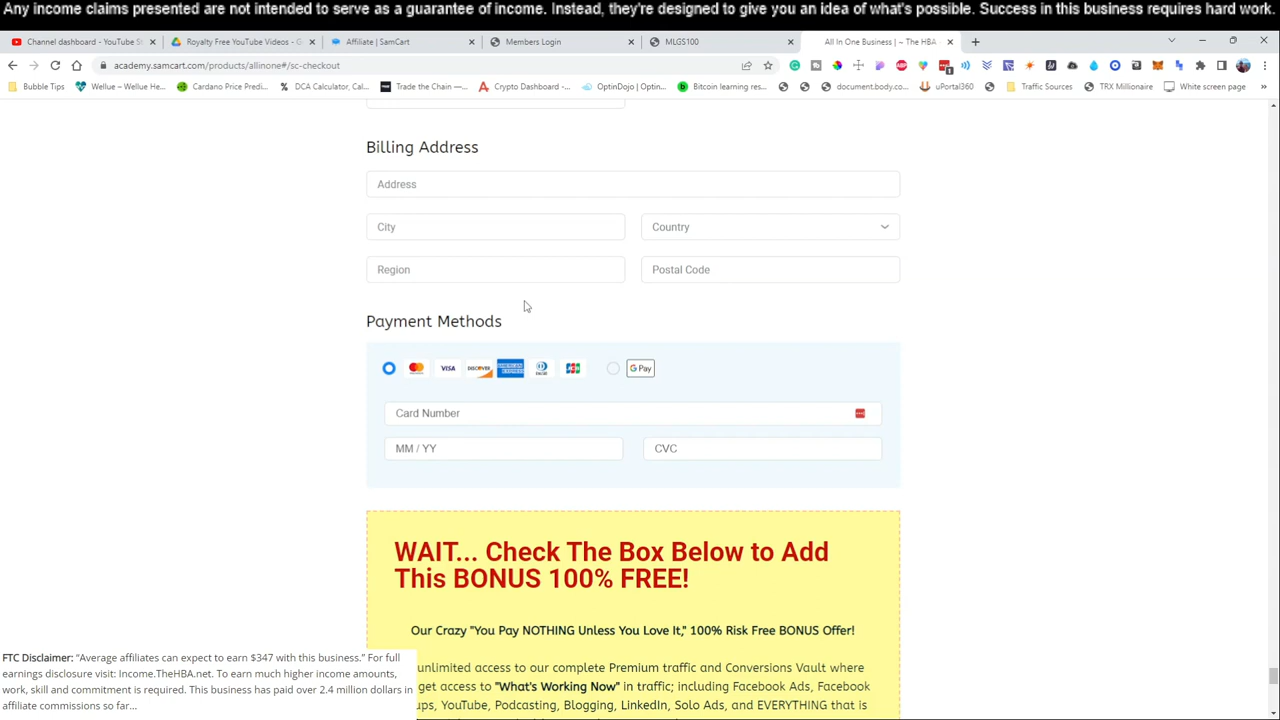 Any income claims presented are not intended to serve as a guarantee of income. Instead, they're designed to give you an idea of what's possible. Success in this business requires hard work.
Channel dashboard - YouTube St
Royalty Free YouTube Videos - G
Affiliate | SamCart
Members Login
MLGS100
All In One Business | ~ The HBA -
academy.samcart.com/products/allinone#/sc-checkout
Bubble Tips
Wellue – Wellue He...
Cardano Price Predi...
DCA Calculator, Cal...
Trade the Chain —...
Crypto Dashboard -...
OptinDojo | Optin...
Bitcoin learning res...
document.body.co...
uPortal360
Traffic Sources
TRX Millionaire
White screen page
Billing Address
Address
City
Country
Region
Postal Code
Payment Methods
VISA
DISCOVER
G Pay
Card Number
MM / YY
CVC
WAIT... Check The Box Below to Add
This BONUS 100% FREE!
Our Crazy "You Pay NOTHING Unless You Love It," 100% Risk Free BONUS Offer!
unlimited access to our complete Premium traffic and Conversions Vault where
get access to "What's Working Now" in traffic; including Facebook Ads, Facebook
ups, YouTube, Podcasting, Blogging, LinkedIn, Solo Ads, and EVERYTHING that is
FTC Disclaimer: “Average affiliates can expect to earn $347 with this business.” For full
earnings disclosure visit: Income.TheHBA.net. To earn much higher income amounts,
work, skill and commitment is required. This business has paid over 2.4 million dollars in
affiliate commissions so far...